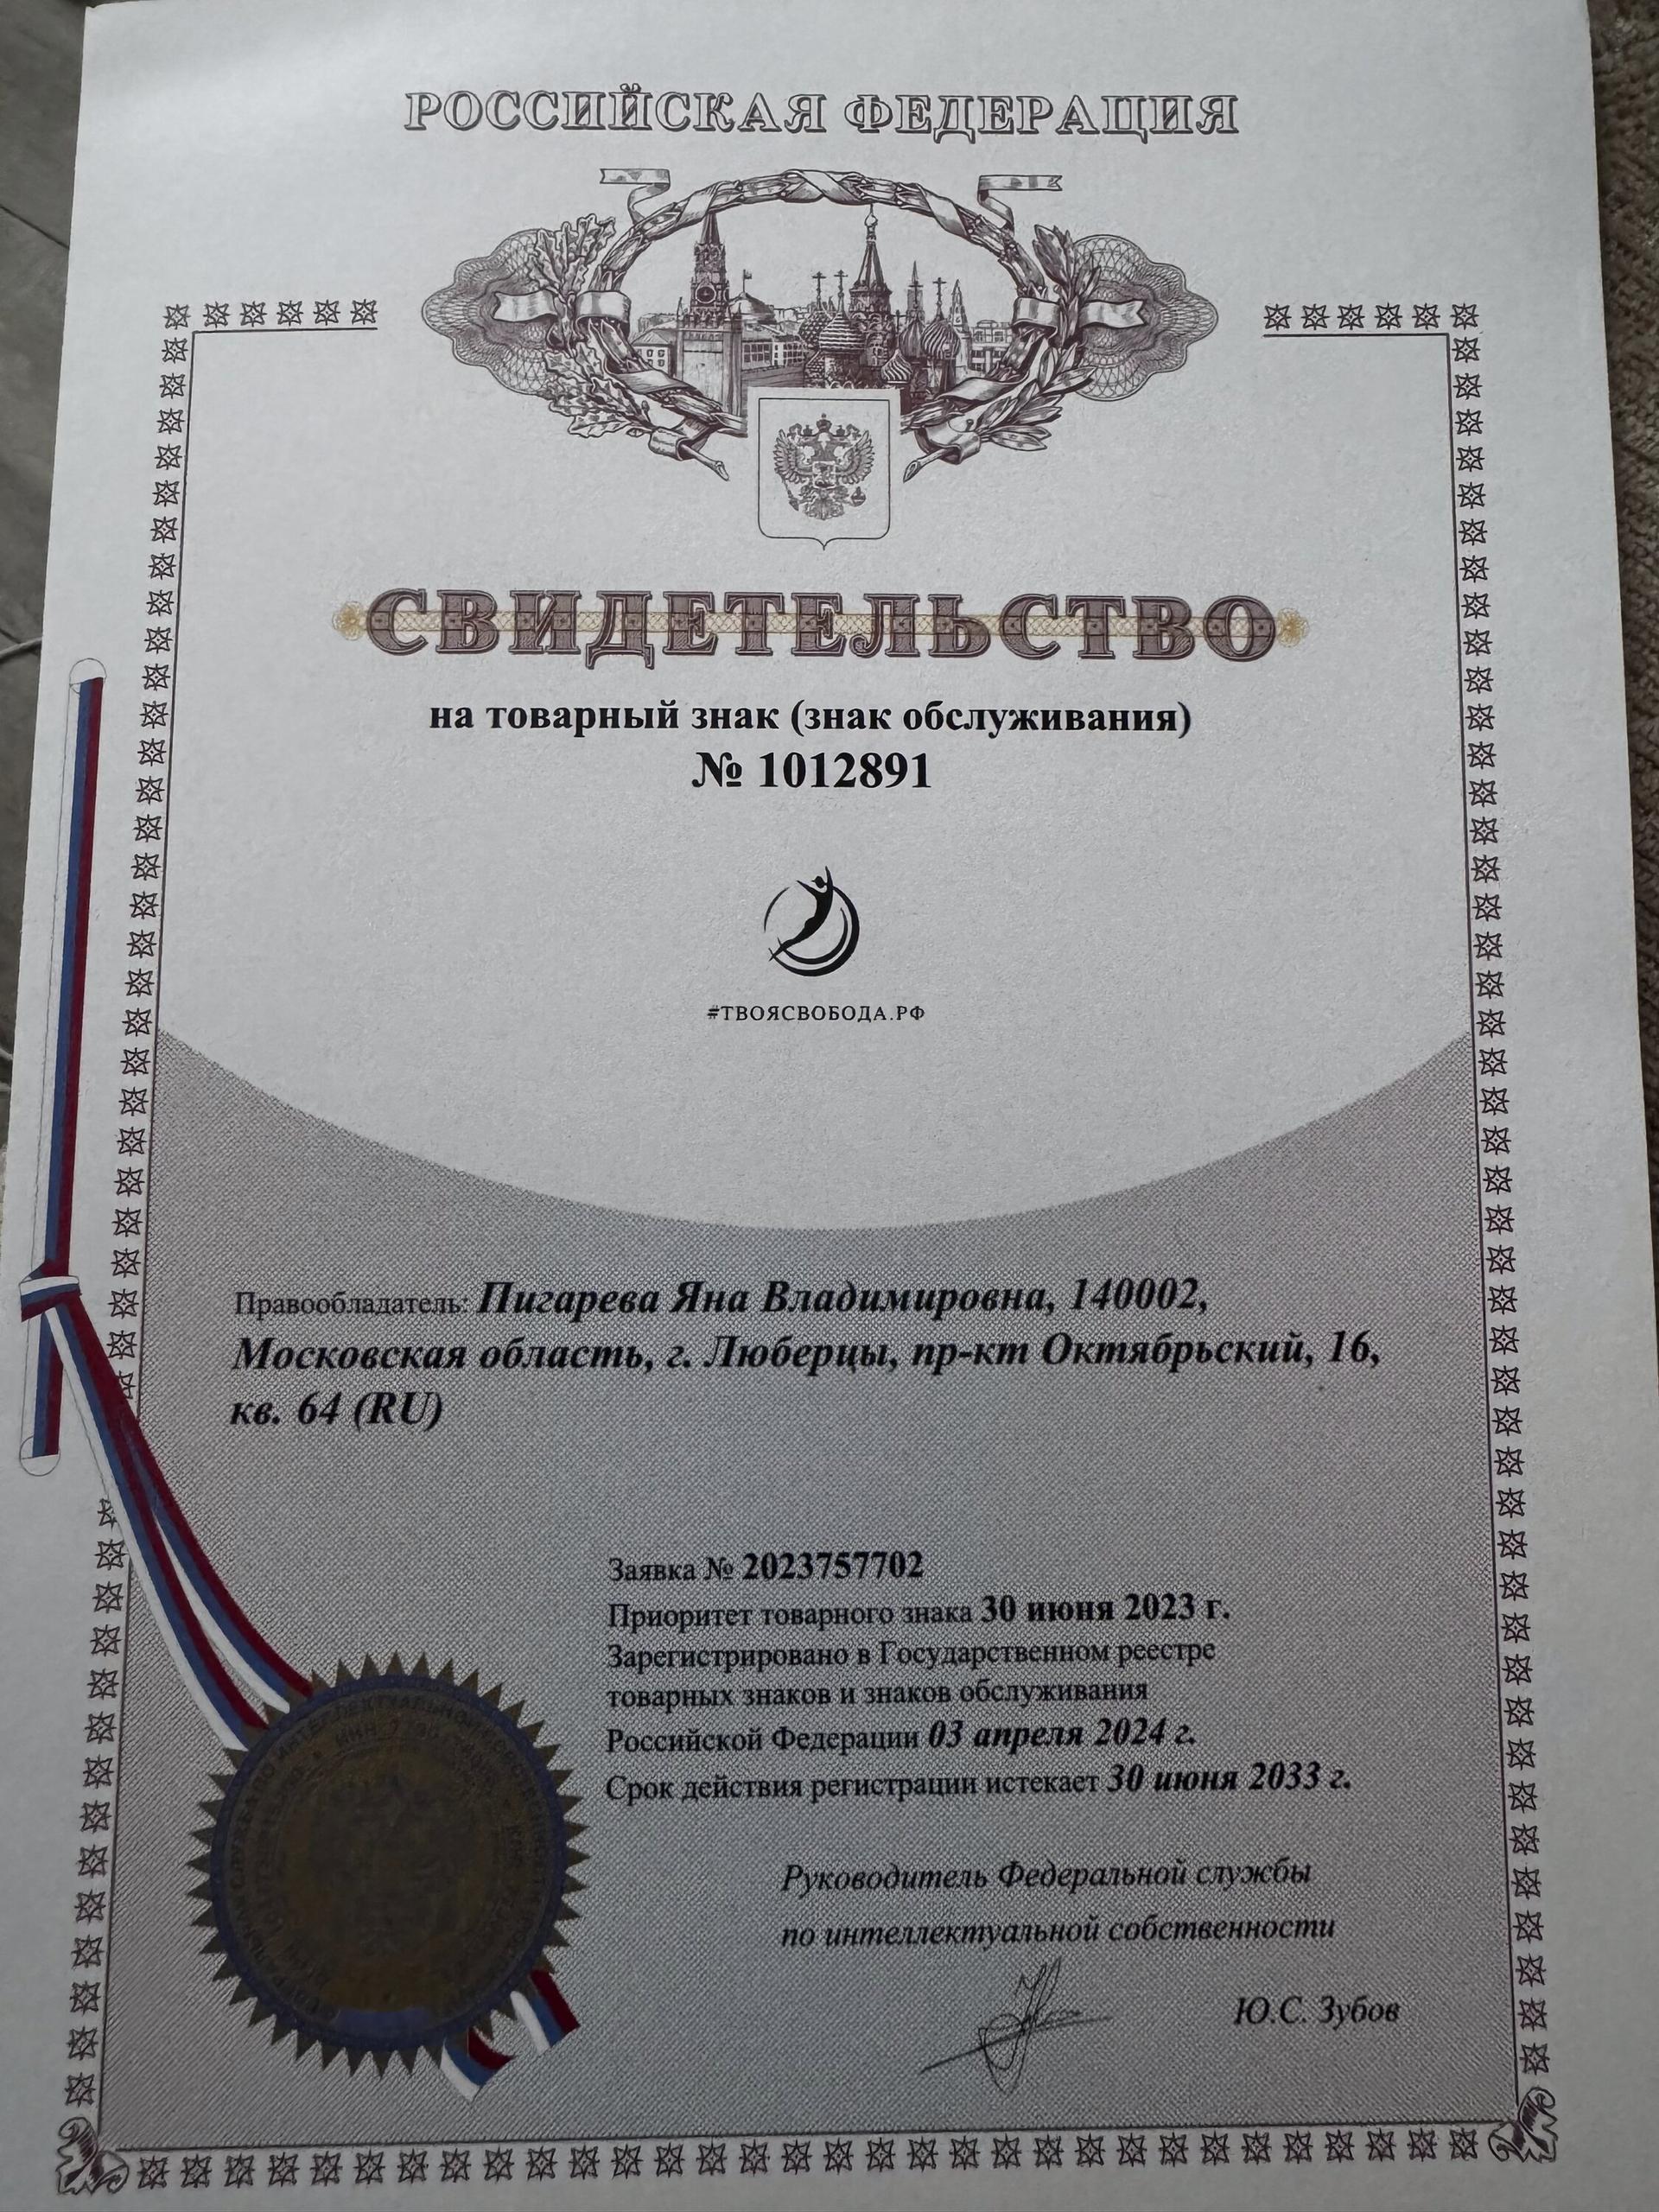 РОССИЙСКАЯ ФЕДЕРАЦИЯ
СВИДЕТЕЛЬСТВО
на товарный знак (знак обслуживания)
№ 1012891
#ТВОЯСВОБОДА.РФ
Правообладатель: Пигарева Яна Владимировна, 140002,
Московская область, г. Люберцы, пр-кт Октябрьский, 16,
кв. 64 (RU)
Заявка № 2023757702
Приоритет товарного знака 30 июня 2023 г.
Зарегистрировано в Государственном реестре
товарных знаков и знаков обслуживания
Российской Федерации 03 апреля 2024 г.
Срок действия регистрации истекает 30 июня 2033 г.
Руководитель Федеральной службы
по интеллектуальной собственности
Ю.С. Зубов